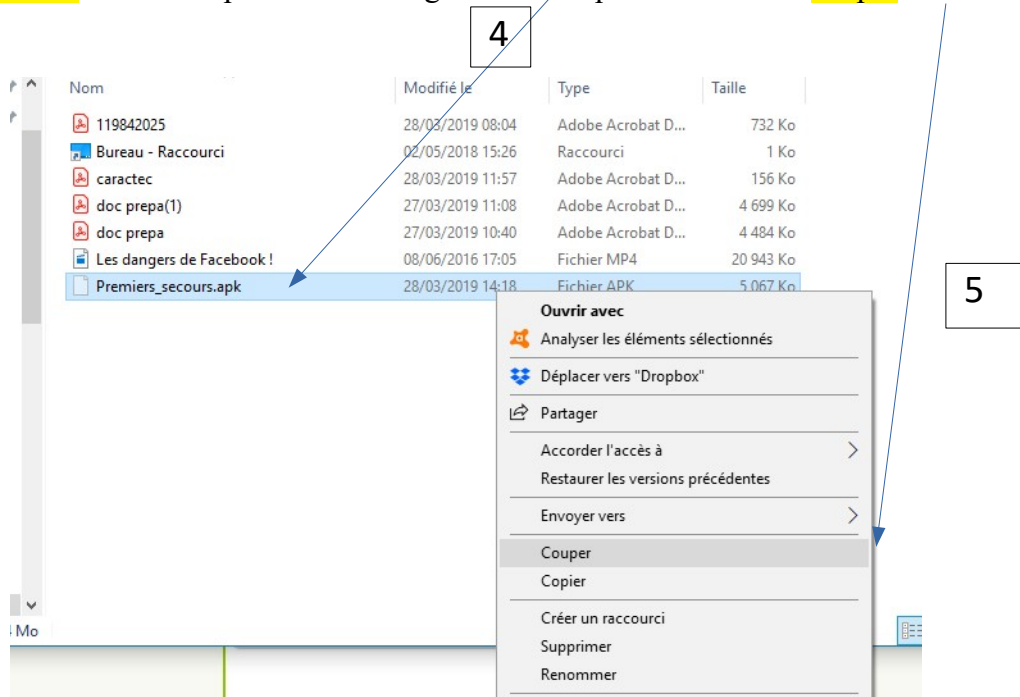 4
Nom Modifié le Type Taille
119842025 28/03/2019 08:04 Adobe Acrobat D... 732 Ko
Bureau - Raccourci 02/05/2018 15:26 Raccourci 1 Ko
caractec 28/03/2019 11:57 Adobe Acrobat D... 156 Ko
doc prepa(1) 27/03/2019 11:08 Adobe Acrobat D... 4 699 Ko
doc prepa 27/03/2019 10:40 Adobe Acrobat D... 4 484 Ko
Les dangers de Facebook ! 08/06/2016 17:05 Fichier MP4 20 943 Ko
Premiers_secours.apk 28/03/2019 14:18 Fichier APK 5 067 Ko
5
Ouvrir avec
Analyser les éléments sélectionnés
Déplacer vers "Dropbox"
Partager
Accorder l'accès à
Restaurer les versions précédentes
Envoyer vers
Couper
Copier
Créer un raccourci
Mo
Supprimer
Renommer